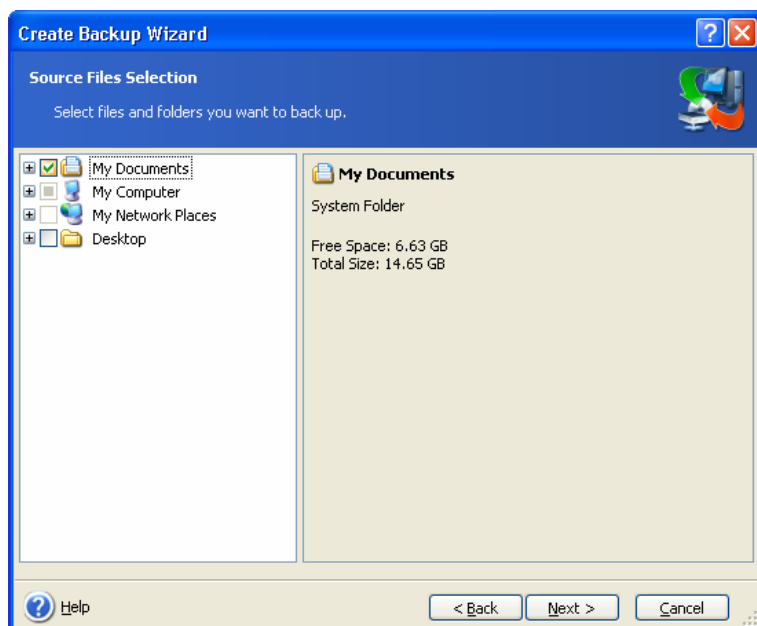 Create Backup Wizard
Source Files Selection
Select files and folders you want to back up.
My Documents
My Computer
My Network Places
Desktop
My Documents
System Folder
Free Space: 6.63 GB
Total Size: 14.65 GB
Help
< Back
Next >
Cancel